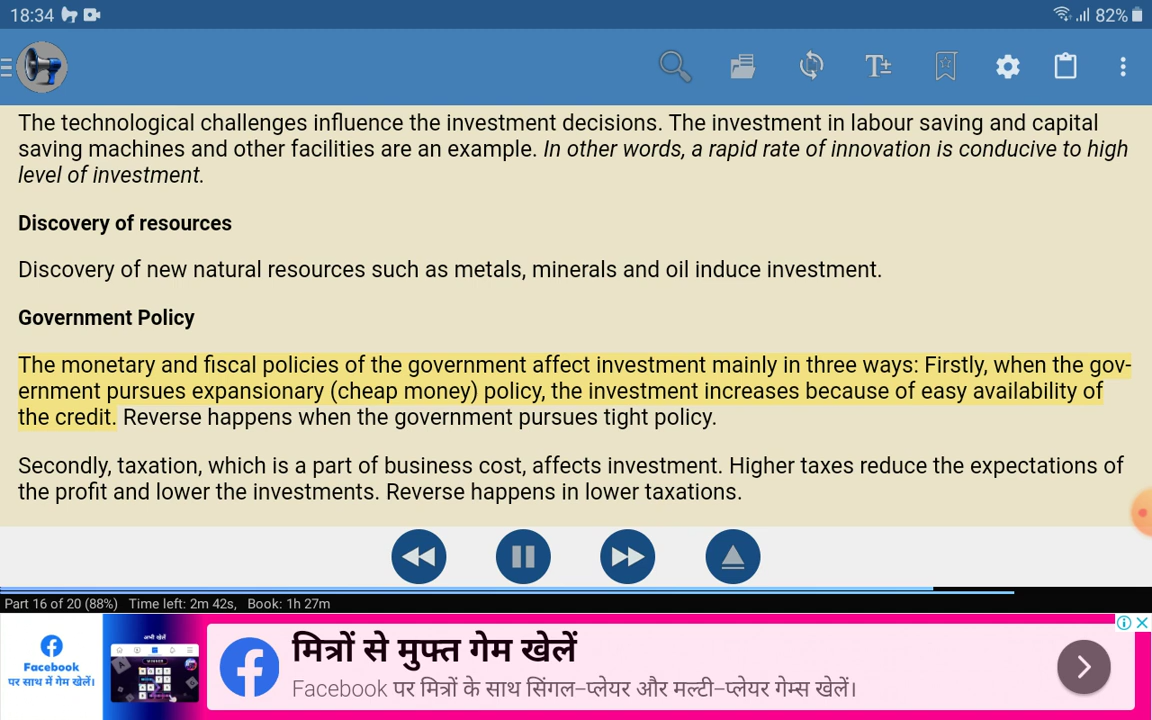 18:34
82%
T±
The technological challenges influence the investment decisions. The investment in labour saving and capital
saving machines and other facilities are an example. In other words, a rapid rate of innovation is conducive to high
level of investment.
Discovery of resources
Discovery of new natural resources such as metals, minerals and oil induce investment.
Government Policy
The monetary and fiscal policies of the government affect investment mainly in three ways: Firstly, when the gov-
ernment pursues expansionary (cheap money) policy, the investment increases because of easy availability of
the credit. Reverse happens when the government pursues tight policy.
Secondly, taxation, which is a part of business cost, affects investment. Higher taxes reduce the expectations of
the profit and lower the investments. Reverse happens in lower taxations.
Part 16 of 20 (88%) Time left: 2m 42s, Book: 1h 27m
Facebook
पर साथ में गेम खेलें।
अभी खेलें
मित्रों से मुफ्त गेम खेलें
Facebook पर मित्रों के साथ सिंगल-प्लेयर और मल्टी-प्लेयर गेम्स खेलें।